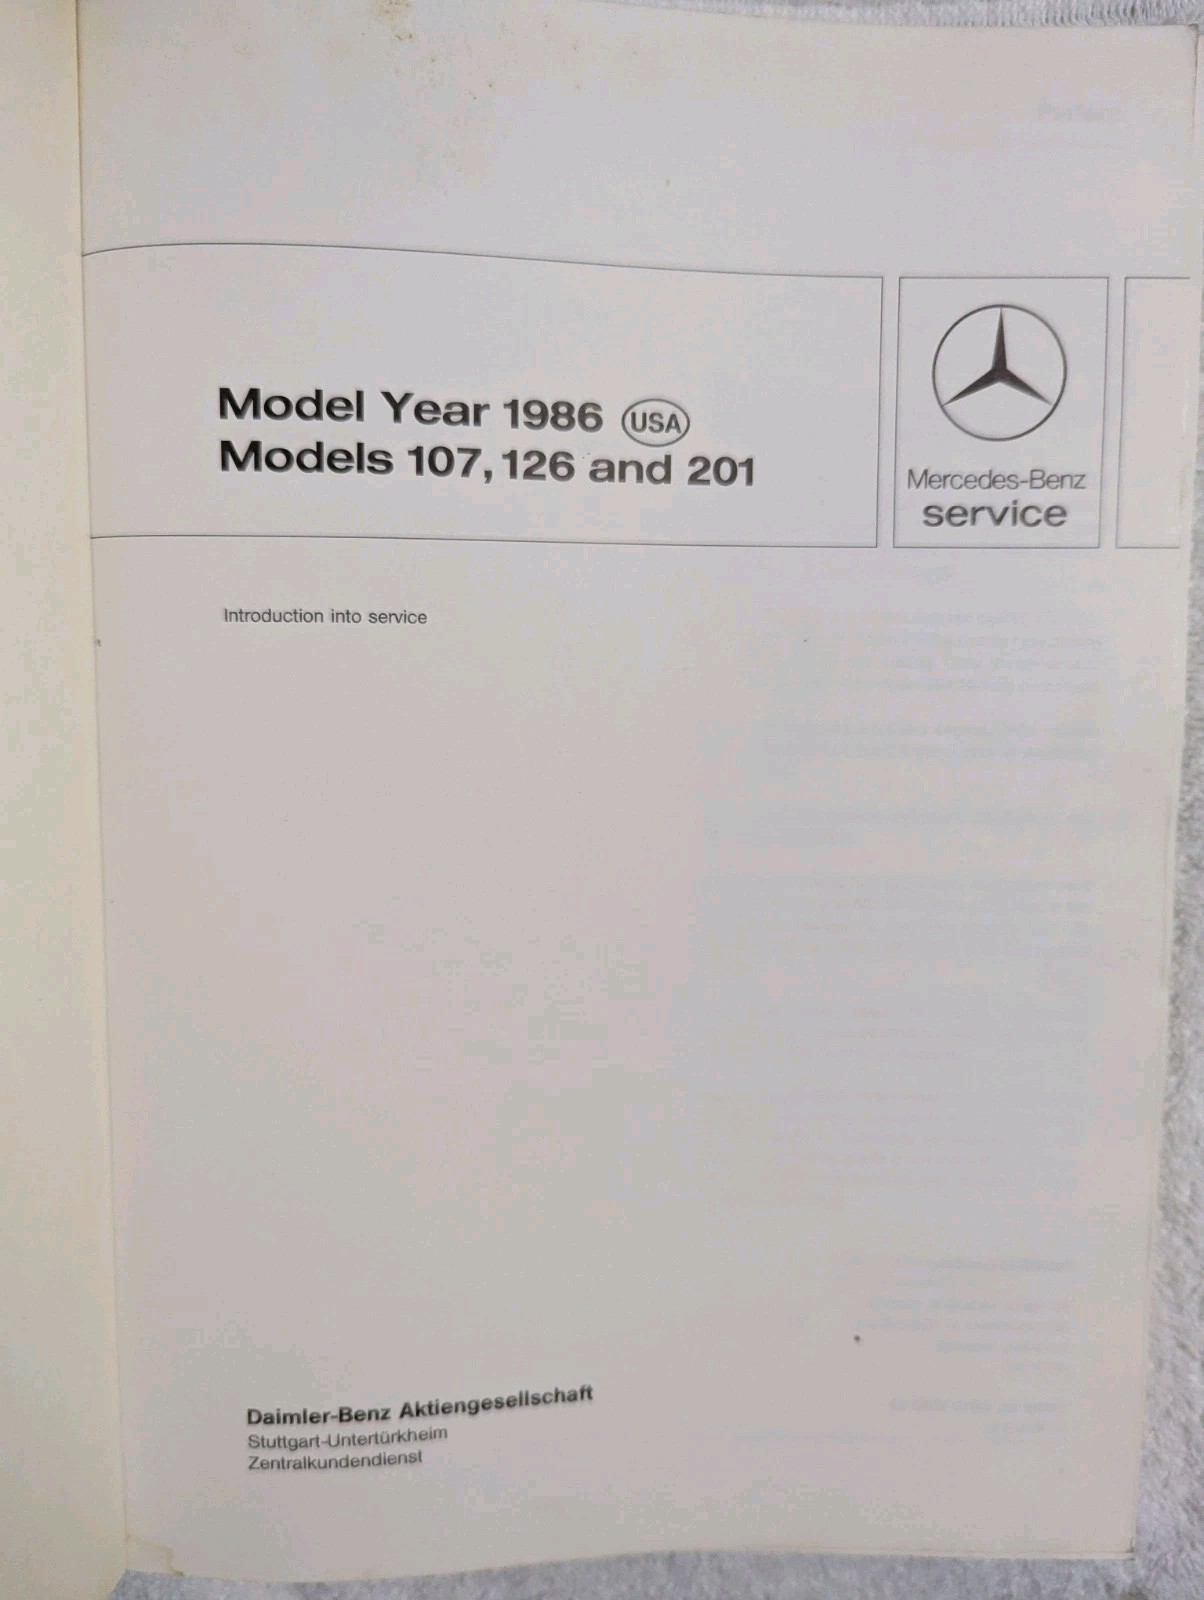 Model Year 1986 USA
Models 107, 126 and 201
Mercedes-Benz
service
Introduction into service
Daimler-Benz Aktiengesellschaft
Stuttgart-Untertürkheim
Zentralkundendienst